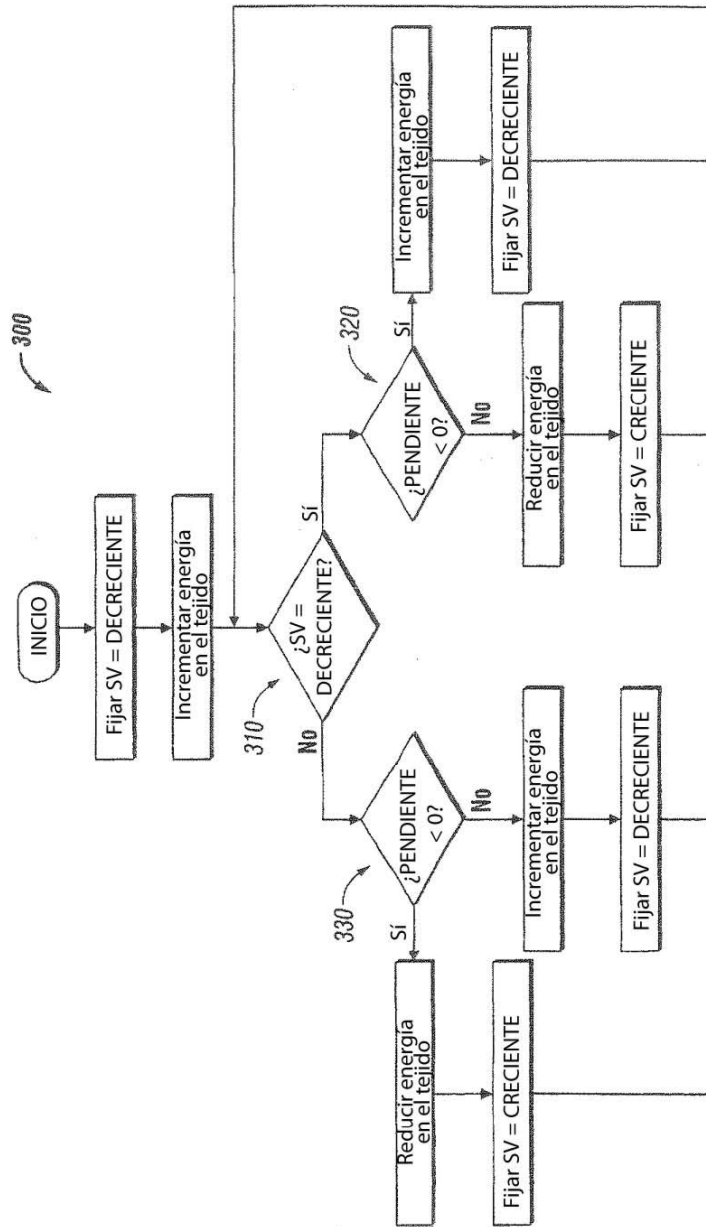 300
INICIO
Fijar SV = DECRECIENTE
Incrementar energía
en el tejido
310
¿SV =
DECRECIENTE?
No
Sí
330
¿PENDIENTE
< 0?
Sí
No
Reducir energía
en el tejido
Fijar SV = CRECIENTE
Incrementar energía
en el tejido
Fijar SV = DECRECIENTE
320
¿PENDIENTE
< 0?
Sí
No
Reducir energía
en el tejido
Fijar SV = CRECIENTE
Incrementar energía
en el tejido
Fijar SV = DECRECIENTE